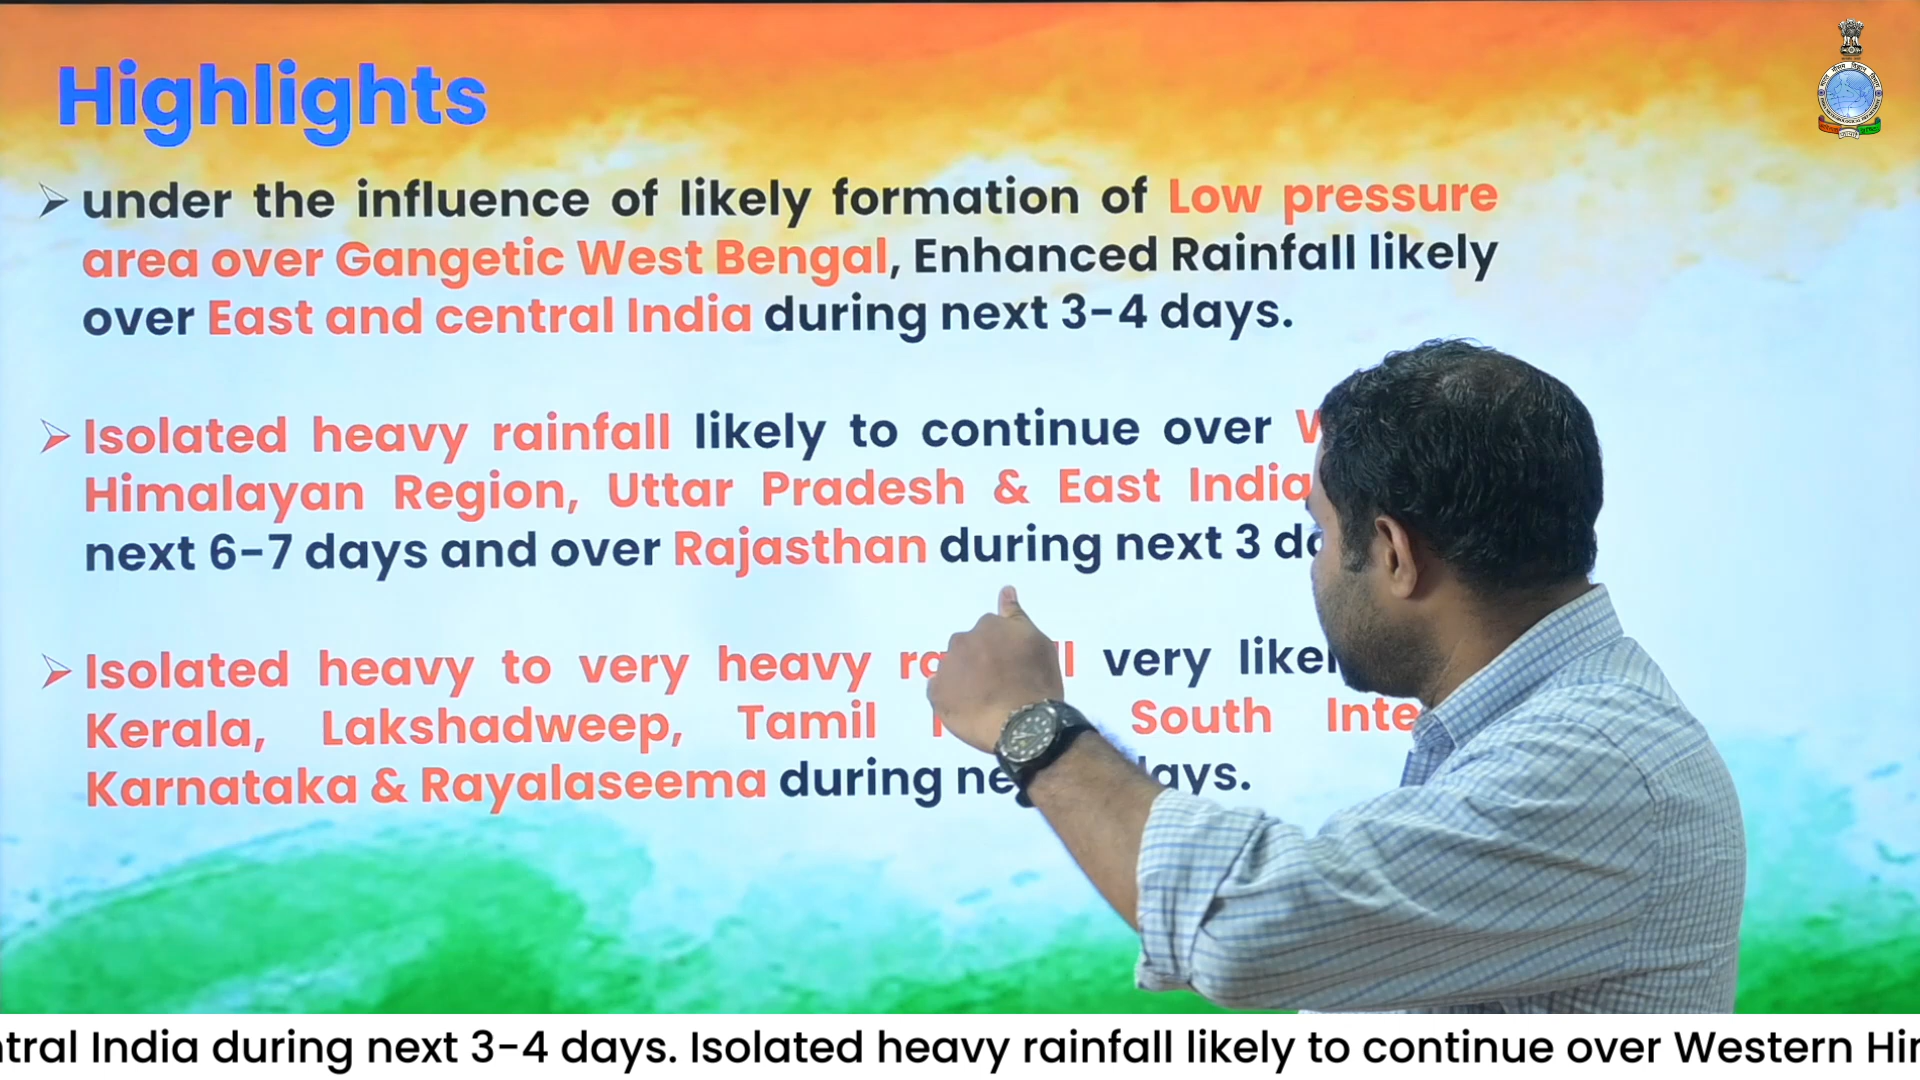 Highlights
under the influence of likely formation of Low pressure
area over Gangetic West Bengal, Enhanced Rainfall likely
over East and central India during next 3-4 days.
Isolated heavy rainfall likely to continue over
Himalayan Region, Uttar Pradesh & East India
next 6-7 days and over Rajasthan during next 3
Isolated heavy to very heavy very
Kerala, Lakshadweep, Tamil South
Karnataka & Rayalaseema during
ntral India during next 3-4 days. Isolated heavy rainfall likely to continue over Western Hi